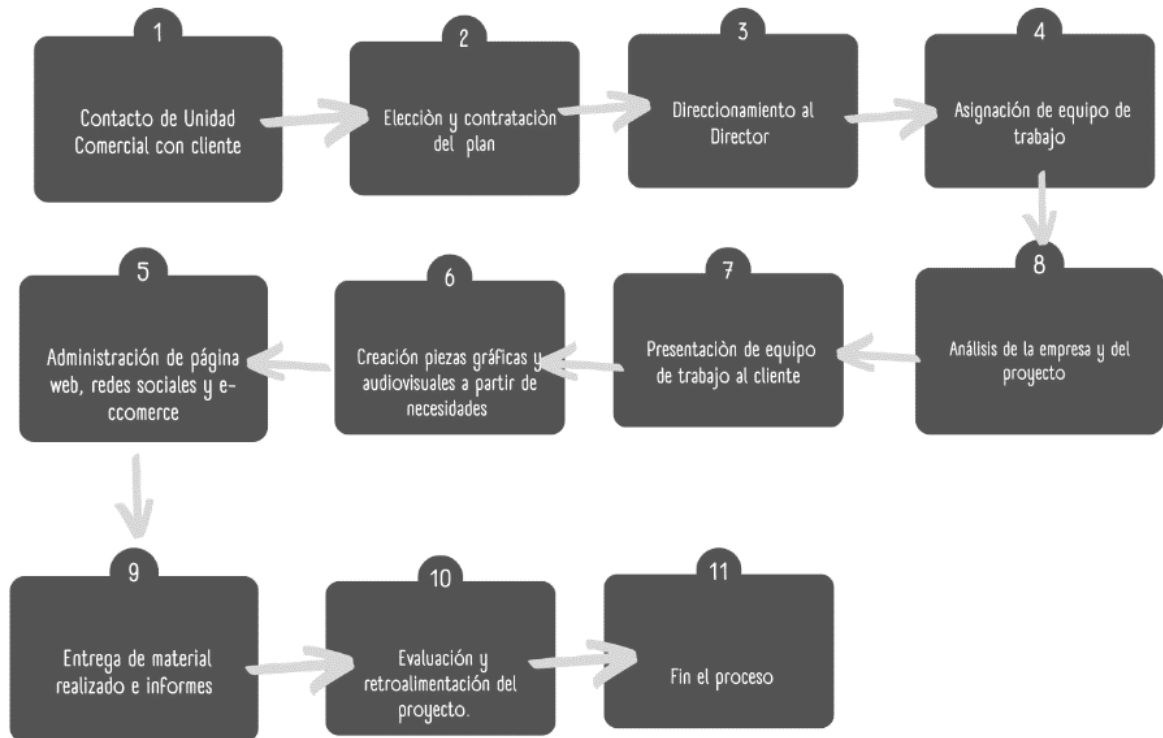 1
Contacto de Unidad
Comercial con cliente
2
Elecciòn y contrataciòn
del plan
3
Direccionamiento al
Director
4
Asignación de equipo de
trabajo
5
Administración de página
web, redes sociales y e-
ccomerce
6
Creación piezas gráficas y
audiovisuales a partir de
necesidades
7
Presentaciòn de equipo
de trabajo al cliente
8
Análisis de la empresa y del
proyecto
9
Entrega de material
realizado e informes
10
Evaluación y
retroalimentación del
proyecto.
11
Fin el proceso